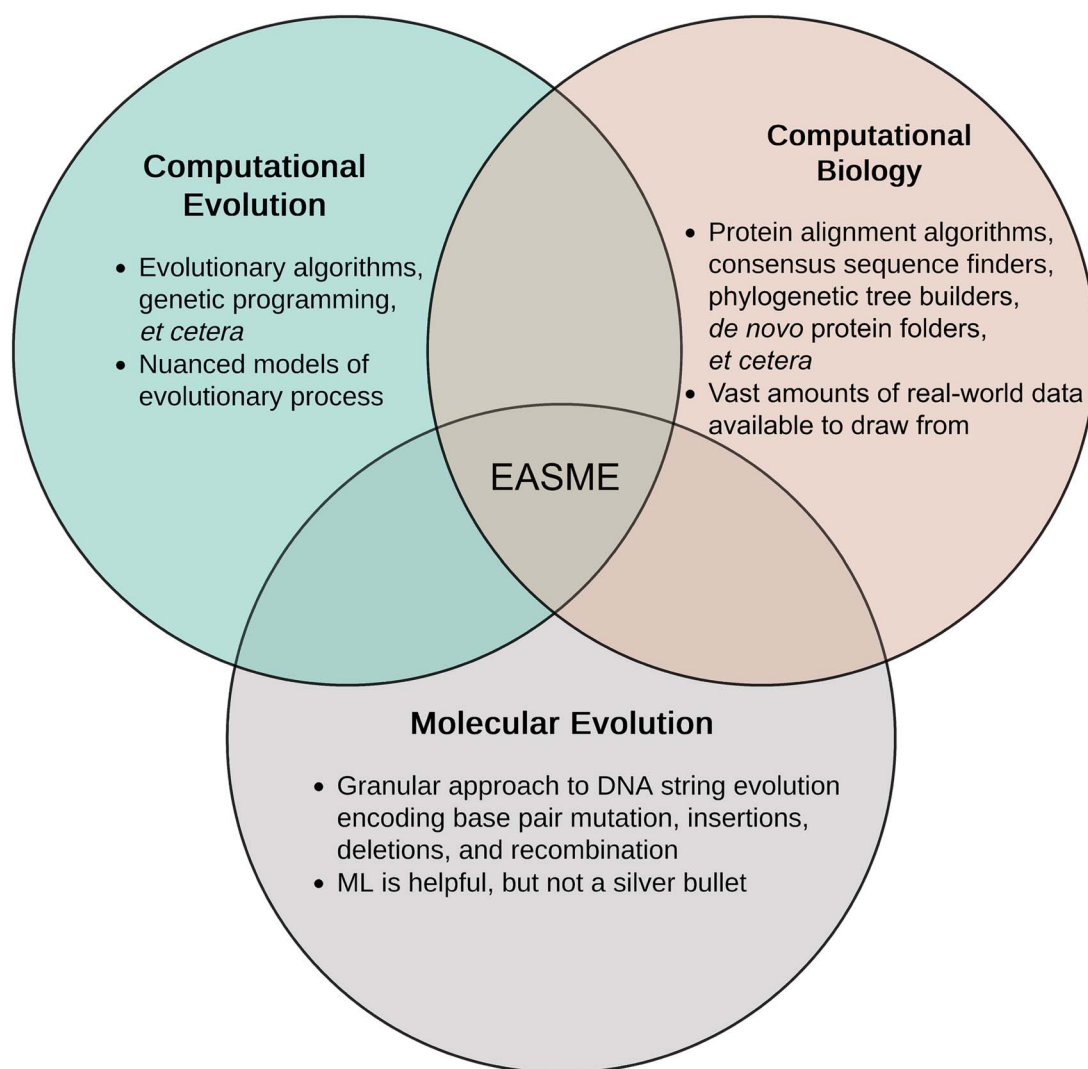 Computational
Evolution
• Evolutionary algorithms,
genetic programming,
et cetera
• Nuanced models of
evolutionary process
Computational
Biology
• Protein alignment algorithms,
consensus sequence finders,
phylogenetic tree builders,
de novo protein folders,
et cetera
• Vast amounts of real-world data
available to draw from
EASME
Molecular Evolution
• Granular approach to DNA string evolution
encoding base pair mutation, insertions,
deletions, and recombination
• ML is helpful, but not a silver bullet